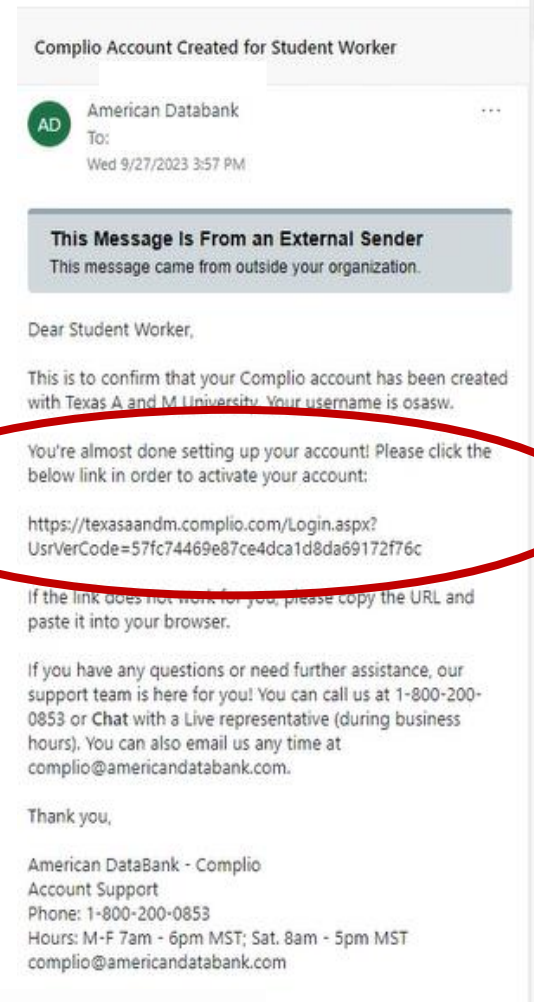 Complio Account Created for Student Worker
AD
American Databank
...
To:
Wed 9/27/2023 3:57 PM
This Message Is From an External Sender
This message came from outside your organization.
Dear Student Worker,
This is to confirm that your Complio account has been created
with Texas A and M University. Your username is osasw.
You're almost done setting up your account! Please click the
below link in order to activate your account:
https://texasaandm.complio.com/Login.aspx?
UsrVerCode=57fc74469e87ce4dca1d8da69172f76c
If the link does not work for you, please copy the URL and
paste it into your browser.
If you have any questions or need further assistance, our
support team is here for you! You can call us at 1-800-200-
0853 or Chat with a Live representative (during business
hours). You can also email us any time at
complio@americandatabank.com.
Thank you,
American DataBank - Complio
Account Support
Phone: 1-800-200-0853
Hours: M-F 7am - 6pm MST; Sat. 8am - 5pm MST
complio@americandatabank.com